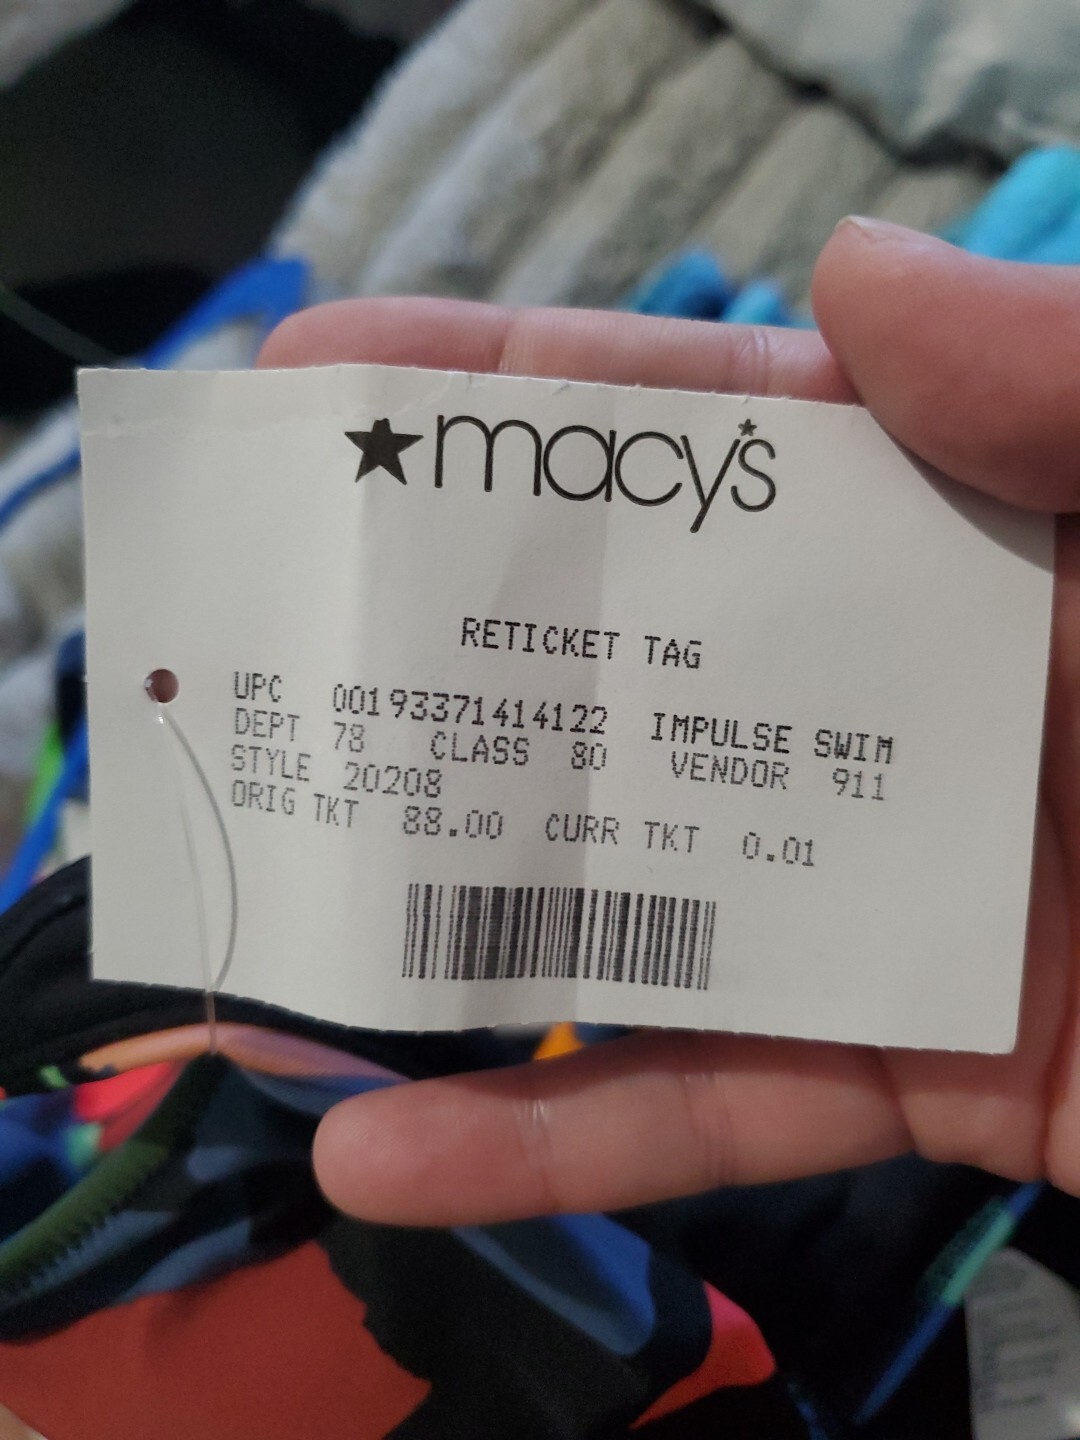 macy's
RETICKET TAG
UPC 00193371414122 IMPULSE SWIM
DEPT 78 CLASS 80 VENDOR 911
STYLE 20208
ORIG TKT 88.00 CURR TKT 0.01